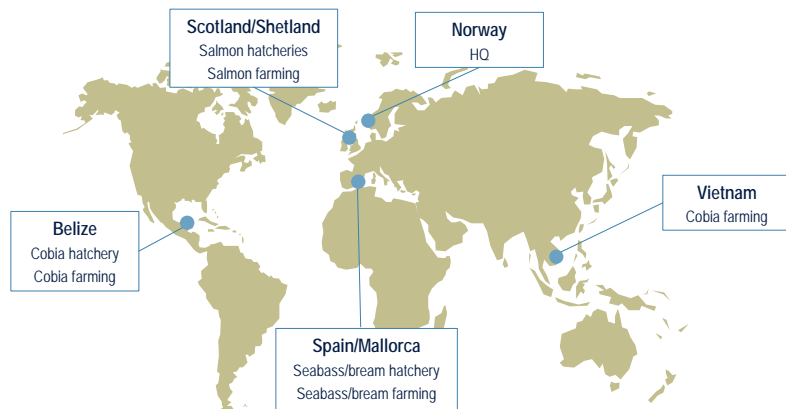 Scotland/Shetland
Salmon hatcheries
Salmon farming
Norway
HQ
Vietnam
Cobia farming
Belize
Cobia hatchery
Cobia farming
Spain/Mallorca
Seabass/bream hatchery
Seabass/bream farming